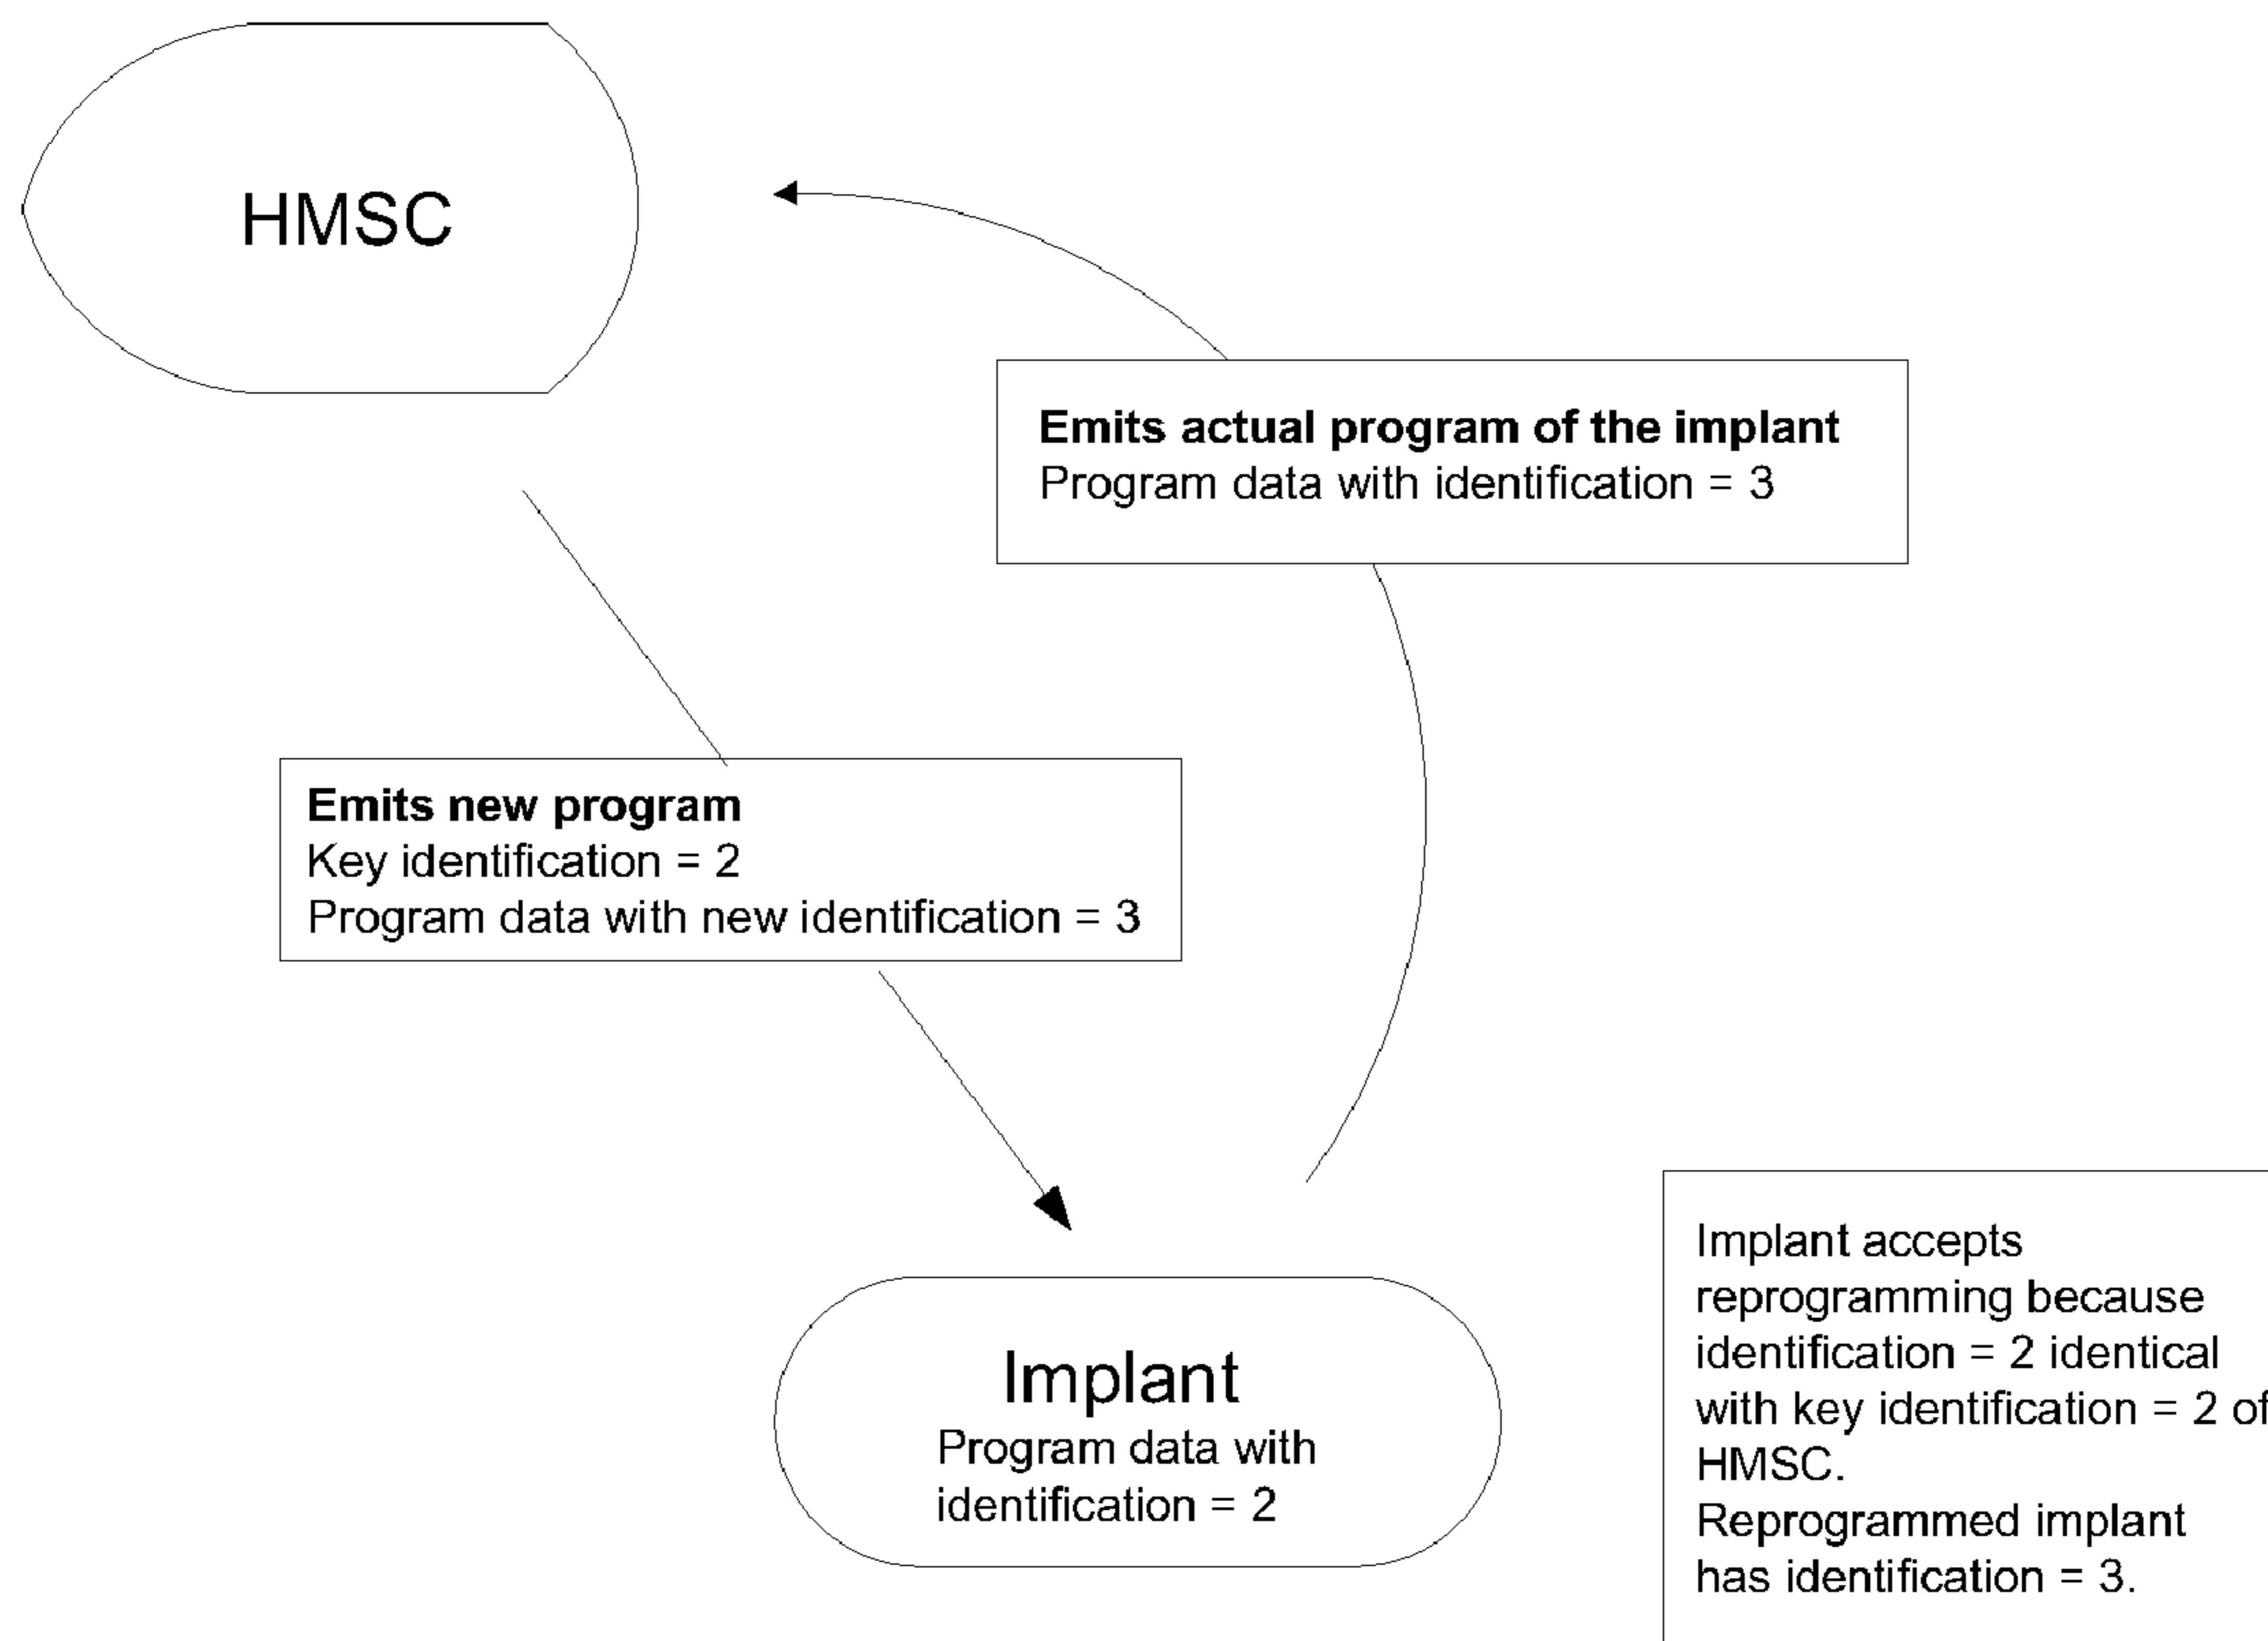 HMSC
Emits actual program of the implant
Program data with identification = 3
Emits new program
Key identification = 2
Program data with new identification = 3
Implant
Program data with
identification = 2
Implant accepts
reprogramming because
identification = 2 identical
with key identification = 2 of
HMSC.
Reprogrammed implant
has identification = 3.